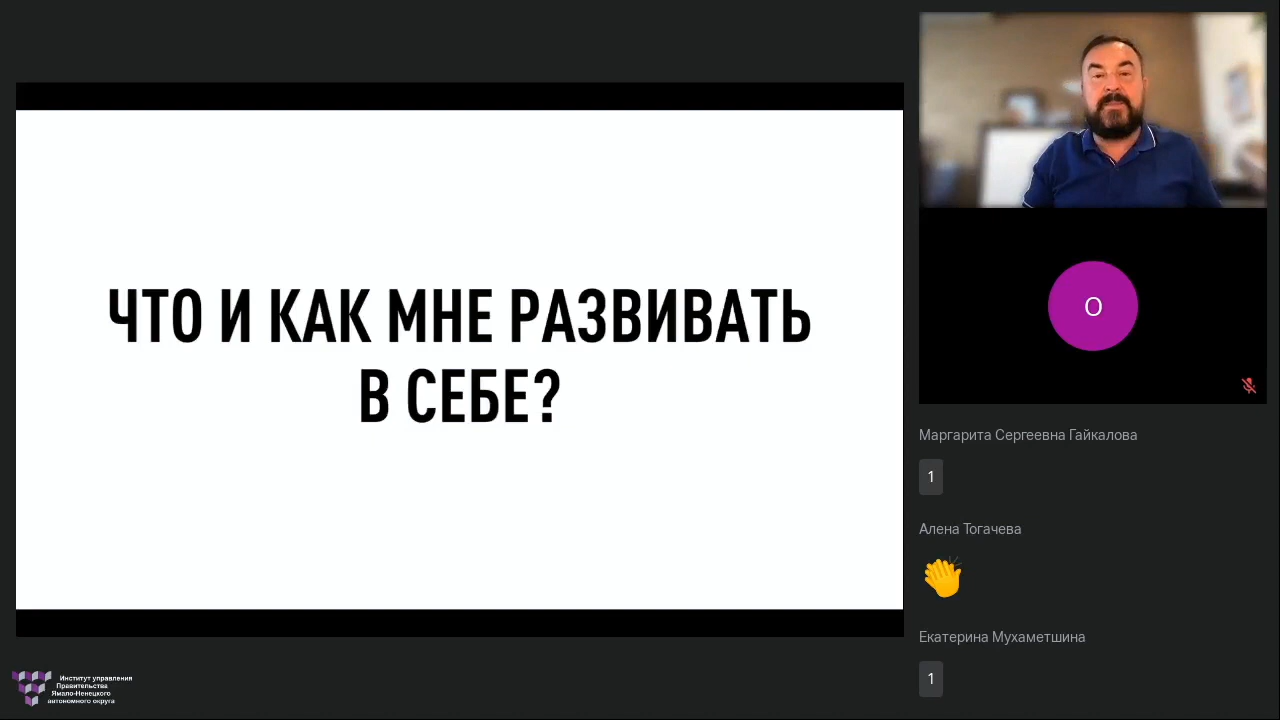 ЧТО И КАК МНЕ РАЗВИВАТЬ
В СЕБЕ?
О
Маргарита Сергеевна Гайкалова
1
Алена Тогачева
Екатерина Мухаметшина
1
Институт управления
Правительства
Ямало-Ненецкого
автономного округа